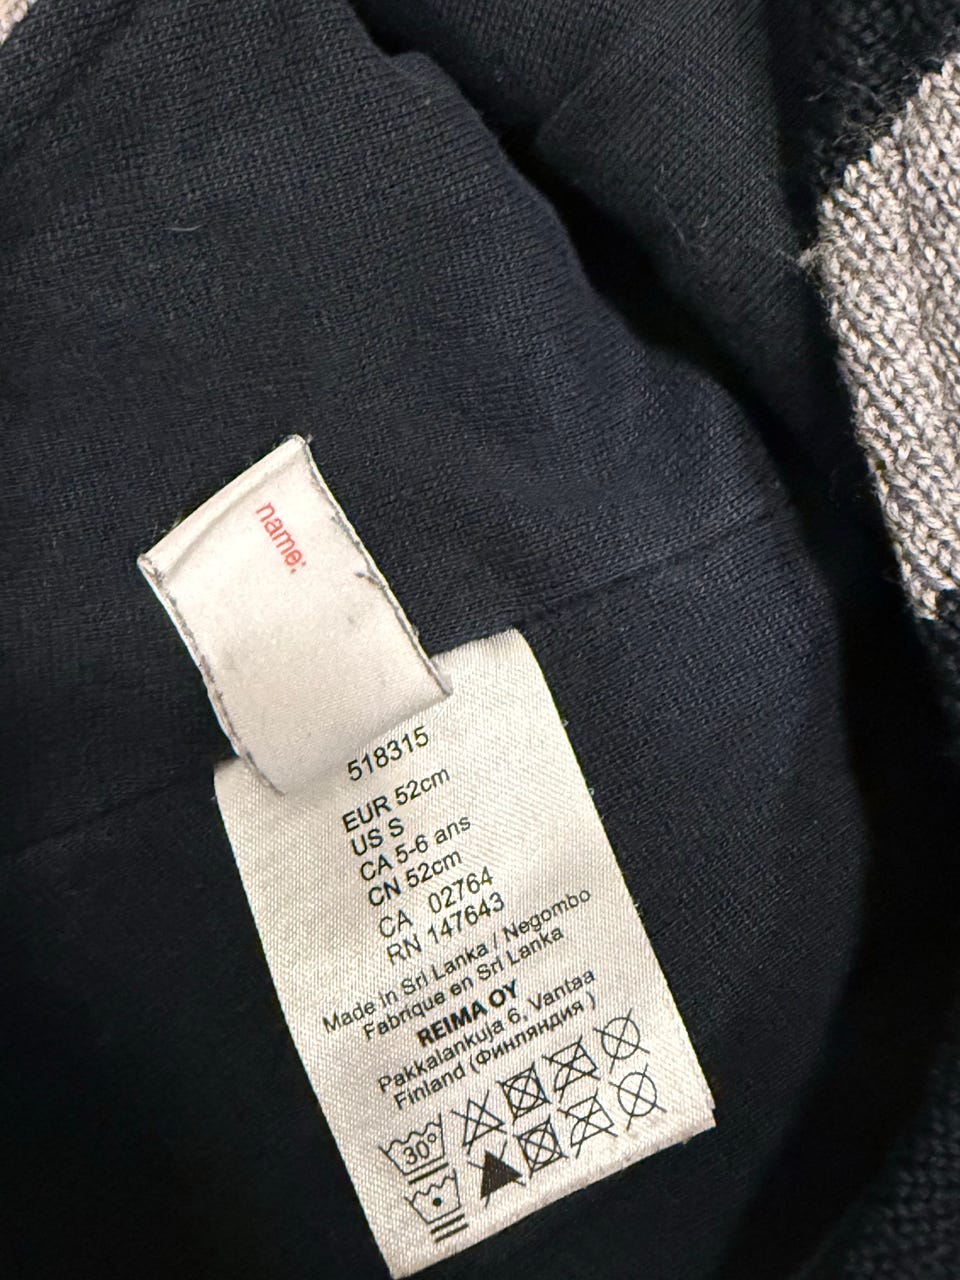 name:
518315
EUR 52cm
US S
CA 5-6 ans
CN 52cm
CA 02764
RN 147643
Made in Sri Lanka / Negombo
Fabrique en Sri Lanka
REIMA OY
Pakkalankuja 6, Vantaa
Finland (Финляндия )
30°